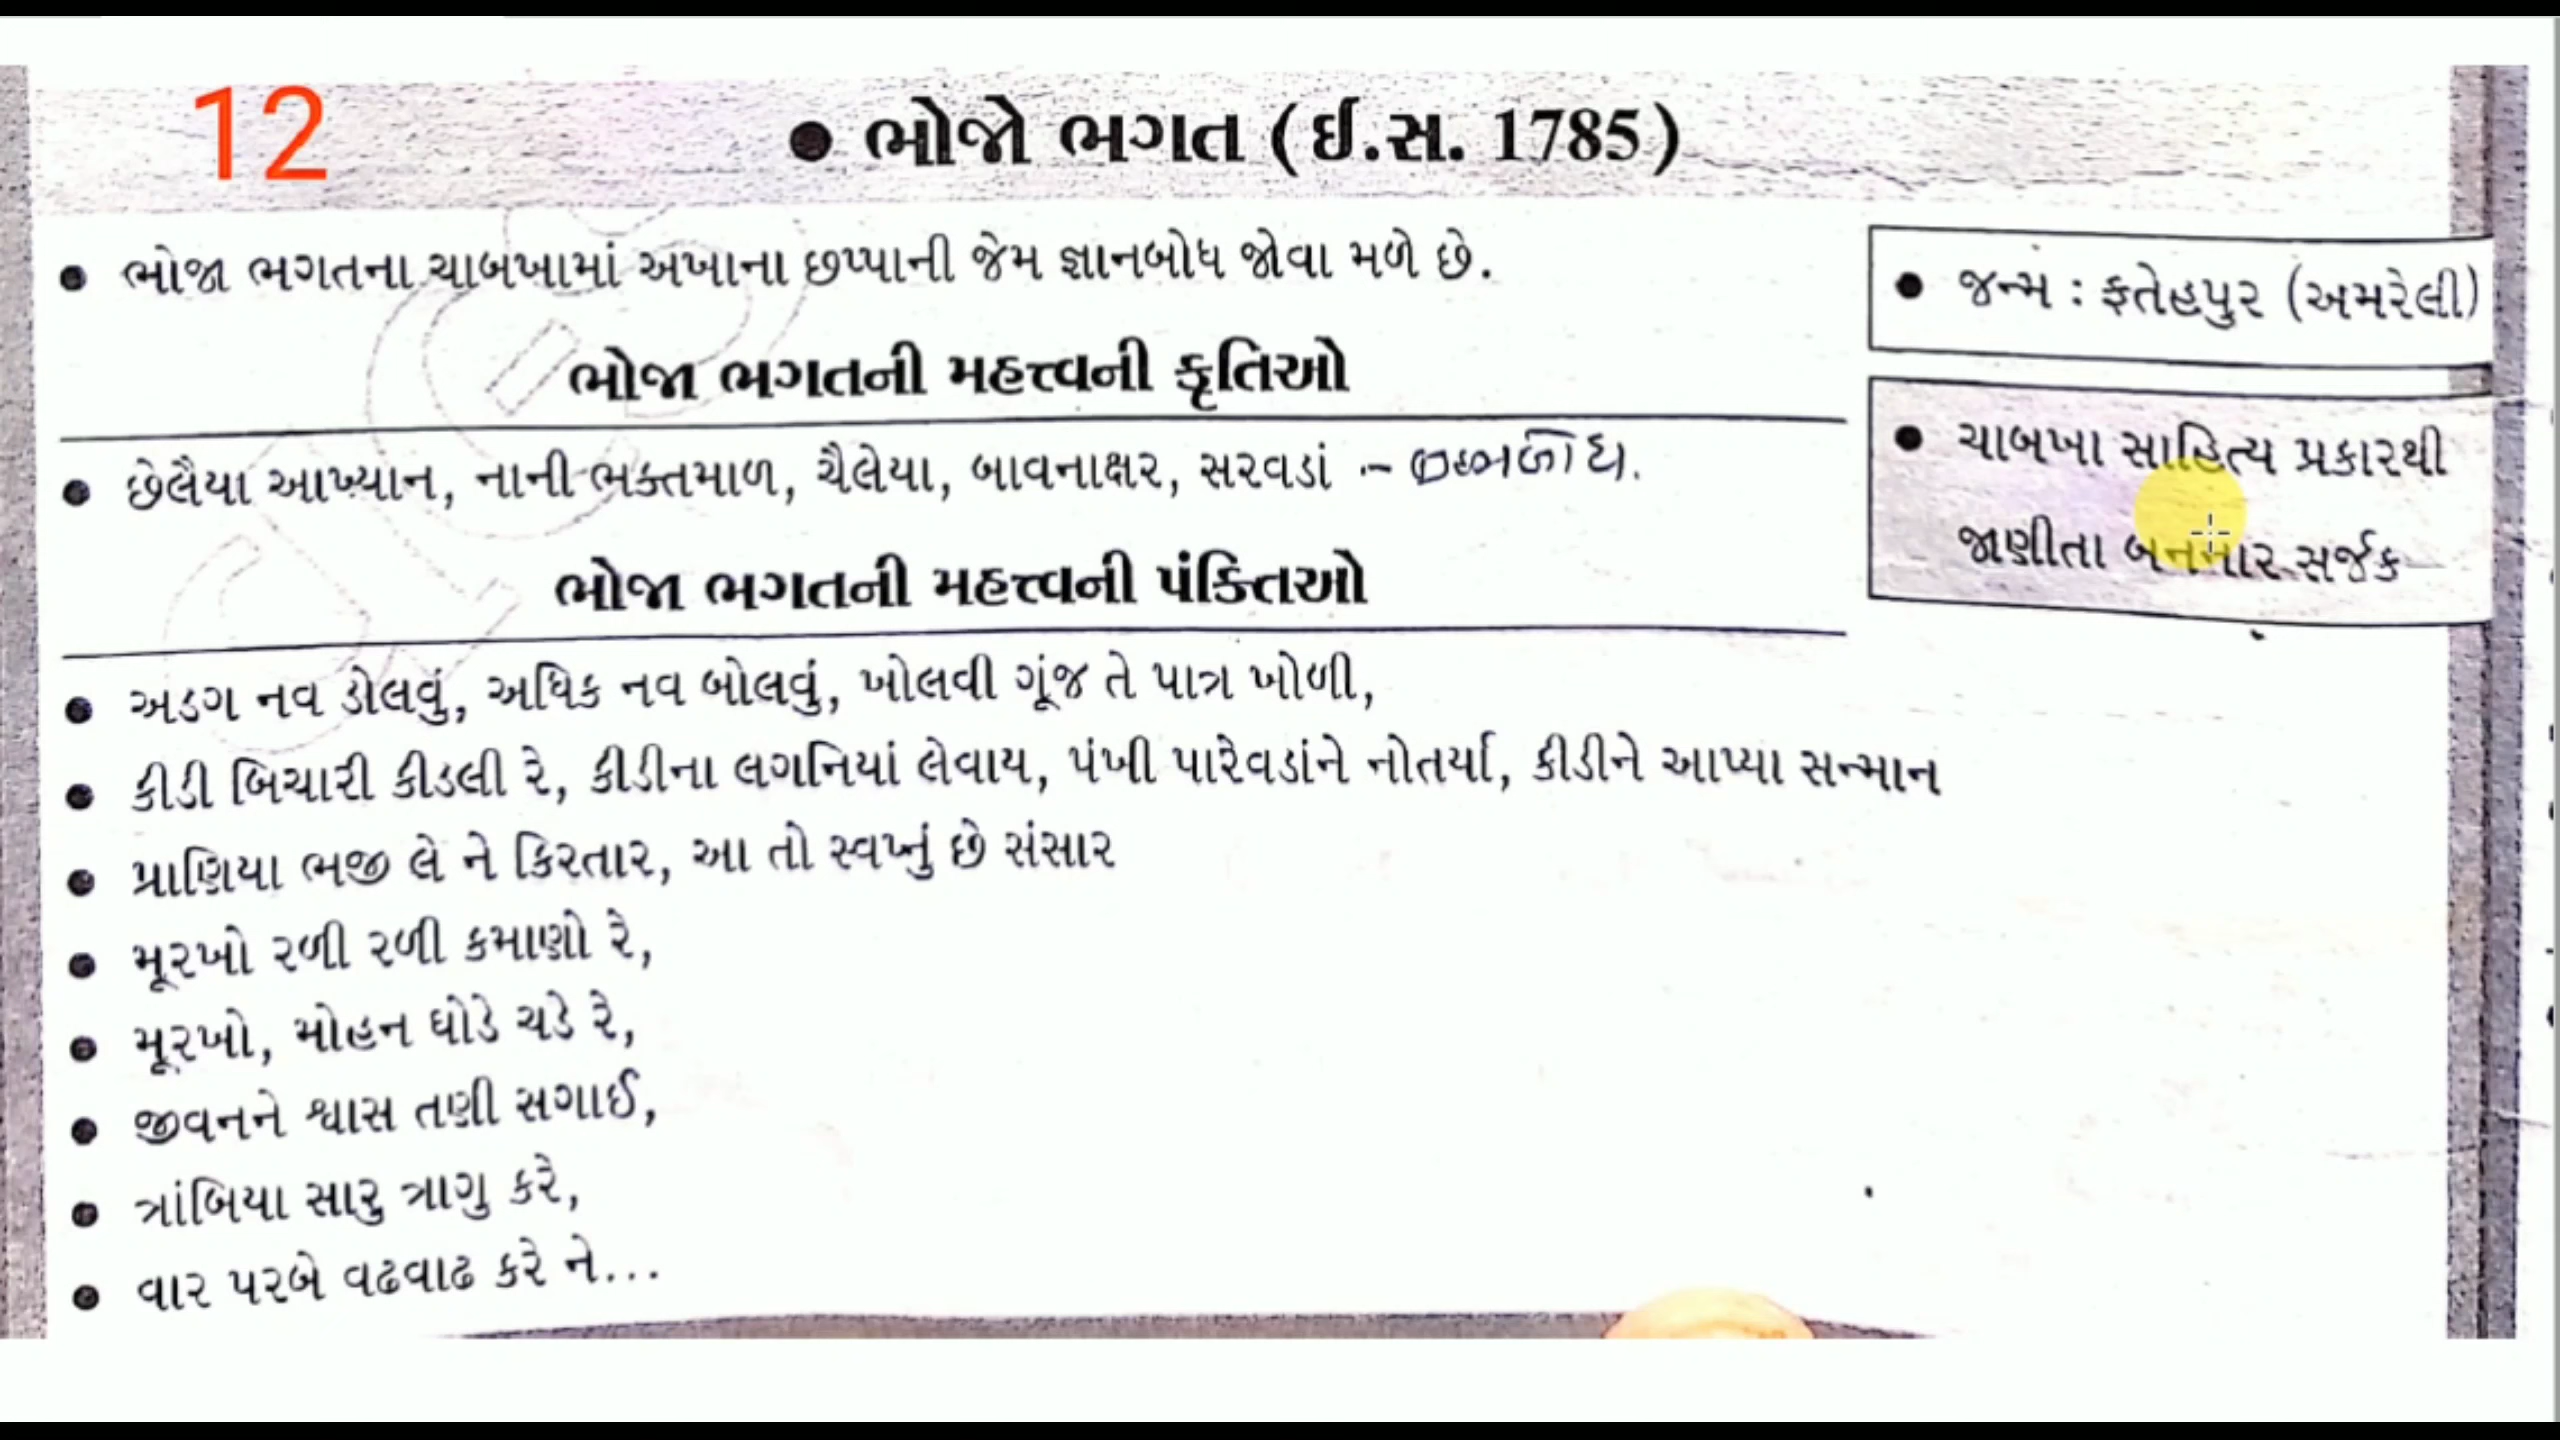 12
• ભોજો ભગત (ઈ.સ. 1785)
• ભોજા ભગતના ચાબખામાં અખાના છપ્પાની જેમ જ્ઞાનબોધ જોવા મળે છે.
ભોજા ભગતની મહત્ત્વની કૃતિઓ
• છેલૈયા આખ્યાન, નાની ભક્તમાળ, ચૈલેયા, બાવનાક્ષર, સરવડાં
ભોજા ભગતની મહત્ત્વની પંક્તિઓ
• અડગ નવ ડોલવું, અધિક નવ બોલવું, ખોલવી ગૂંજ તે પાત્ર ખોળી,
• કીડી બિચારી કીડલી રે, કીડીના લગનિયાં લેવાય, પંખી પારેવડાંને નોતર્યા, કીડીને આપ્યા સન્માન
• પ્રાણિયા ભજી લે ને કિરતાર, આ તો સ્વપ્નું છે સંસાર
• મૂરખો રળી રળી કમાણો રે,
• મૂરખો, મોહન ઘોડે ચડે રે,
• જીવનને શ્વાસ તણી સગાઈ,
• ત્રાંબિયા સારુ ત્રાગુ કરે,
• વાર પરબે વઢવાઢ કરે ને...
• જન્મ : ફતેહપુર (અમરેલી)
• ચાબખા સાહિત્ય પ્રકારથી
જાણીતા બનનાર સર્જક